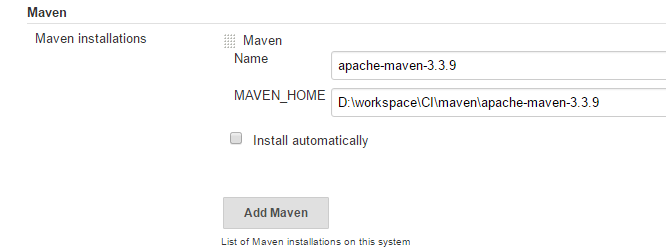 Maven
Maven installations
Maven
Name
apache-maven-3.3.9
MAVEN_HOME
D:\workspace\CI\maven\apache-maven-3.3.9
Install automatically
Add Maven
List of Maven installations on this system